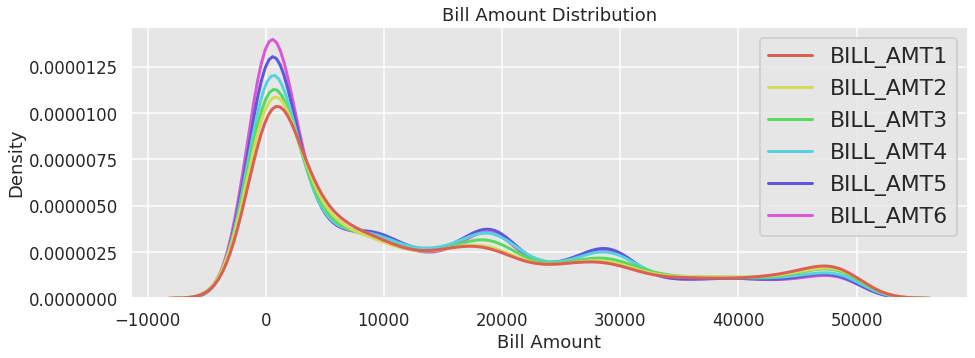 Bill Amount Distribution
Density
0.0000125
0.0000100
0.0000075
0.0000050
0.0000025
0.0000000
BILL_AMT1
BILL_AMT2
BILL_AMT3
BILL_AMT4
BILL_AMT5
BILL_AMT6
−10000 0 10000 20000 30000 40000 50000
Bill Amount